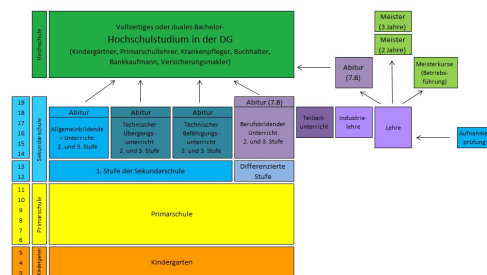 Hochschule
Vollzeitiges oder duales Bachelor-
Hochschulstudium in der DG
(Kindergärtner, Primarschullehrer, Krankenpfleger, Buchhalter,
Bankkaufmann, Versicherungsmakler)
Meister
(3 Jahre)
Meister
(2 Jahre)
Abitur
(7.B)
Meisterkurse
(Betriebs-
führung)
19
18
17
16
15
14
13
12
Sekundarschule
Abitur
Allgemeinbildende
r Unterricht:
2. und 3. Stufe
Abitur
Technischer
Übergangs-
unterricht
2. und 3. Stufe
Abitur
Technischer
Befähigungs-
unterricht
2. und 3. Stufe
Abitur (7.B)
Berufsbildender
Unterricht
2. und 3. Stufe
Teilzeit-
unterricht
Industrie-
lehre
Lehre
Aufnahme
prüfung
1. Stufe der Sekundarschule
Differenzierte
Stufe
11
10
9
8
7
6
Primarschule
Primarschule
5
4
3
Kindergarten
Kindergarten